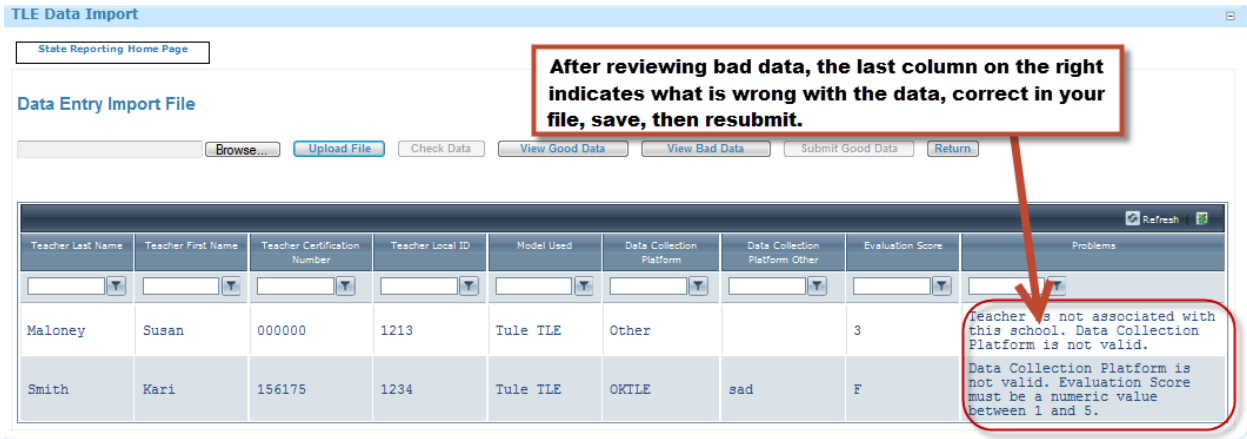 TLE Data Import
State Reporting Home Page
After reviewing bad data, the last column on the right
indicates what is wrong with the data, correct in your
file, save, then resubmit.
Data Entry Import File
Browse... Upload File Check Data View Good Data View Bad Data Submit Good Data Return
Refresh
Teacher Last Name Teacher First Name Teacher Certification Number Teacher Local ID Model Used Data Collection Platform Data Collection Platform Other Evaluation Score Problems
Maloney Susan 000000 1213 Tule TLE Other 3 Teacher is not associated with
this school. Data Collection
Platform is not valid.
Smith Kari 156175 1234 Tule TLE OKTLE sad F Data Collection Platform is
not valid. Evaluation Score
must be a numeric value
between 1 and 5.